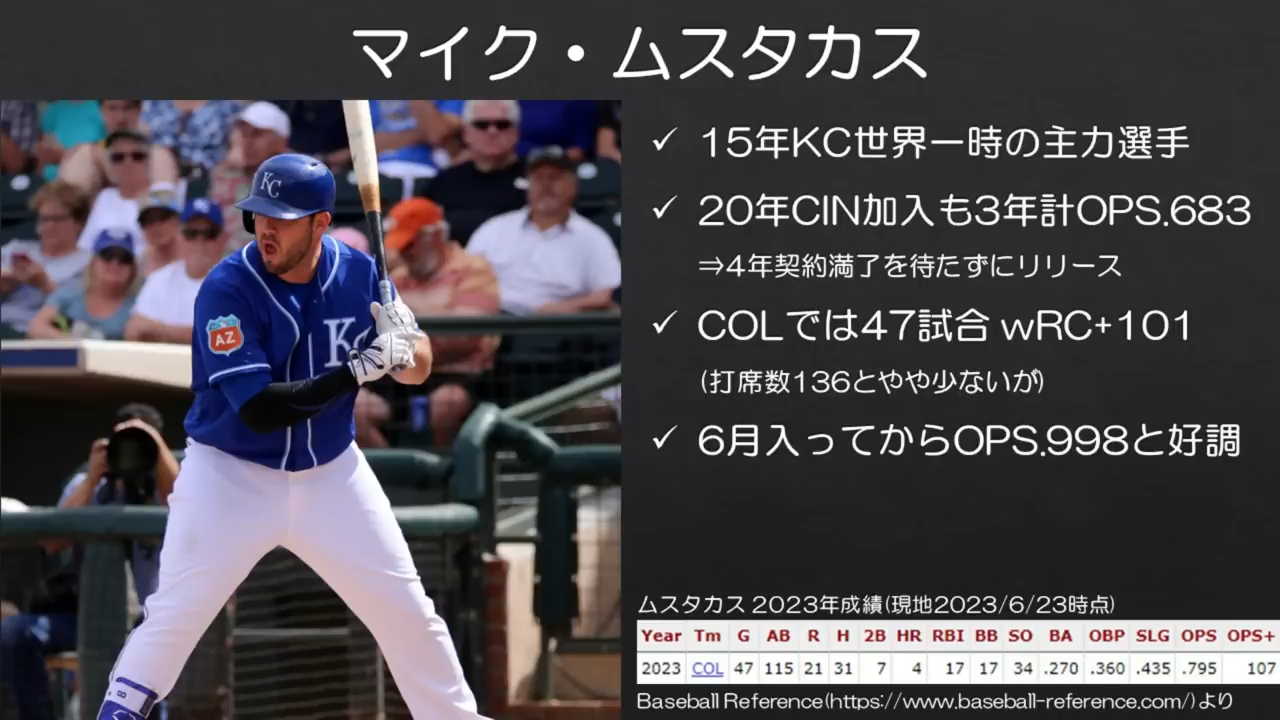 マイク・ムスタカス
✓ 15年KC世界一時の主力選手
✓ 20年CIN加入も3年計OPS.683
⇒4年契約満了を待たずにリリース
✓ COLでは47試合 wRC+101
(打席数136とやや少ないが)
✓ 6月入ってからOPS.998と好調
KC
AZ
KC
ムスタカス 2023年成績(現地2023/6/23時点)
Year Tm G AB R H 2B HR RBI BB SO BA OBP SLG OPS OPS+
2023 COL 47 115 21 31 7 4 17 17 34 .270 .360 .435 .795 107
Baseball Reference(https://www.baseball-reference.com/)より